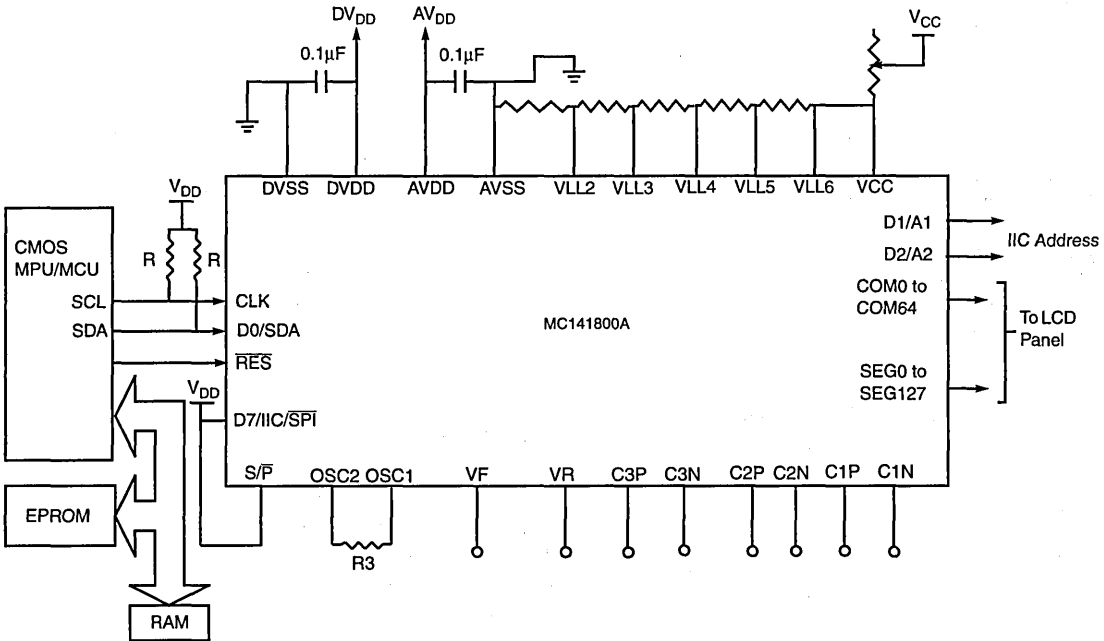 DVDD
AVDD
VCC
0.1µF
0.1µF
DVSS
DVDD
AVDD
AVSS
VLL2
VLL3
VLL4
VLL5
VLL6
VCC
VDD
CMOS
MPU/MCU
R
R
SCL
SDA
CLK
D0/SDA
RES
VDD
D7/IIC/SPI
S/P
MC141800A
D1/A1
D2/A2
IIC Address
COM0 to
COM64
SEG0 to
SEG127
To LCD
Panel
OSC2
OSC1
VF
VR
C3P
C3N
C2P
C2N
C1P
C1N
R3
EPROM
RAM